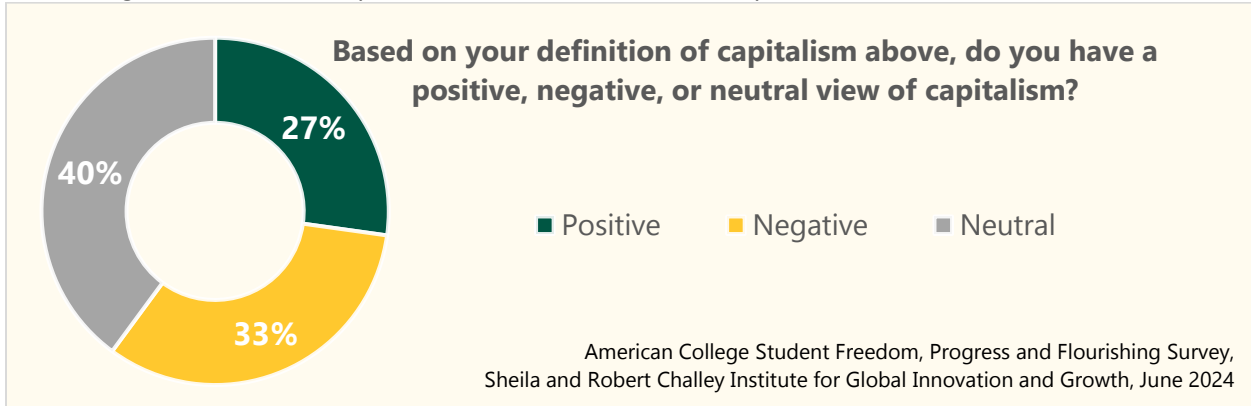 Based on your definition of capitalism above, do you have a
positive, negative, or neutral view of capitalism?
27%
40%
33%
Positive
Negative
Neutral
American College Student Freedom, Progress and Flourishing Survey,
Sheila and Robert Challey Institute for Global Innovation and Growth, June 2024